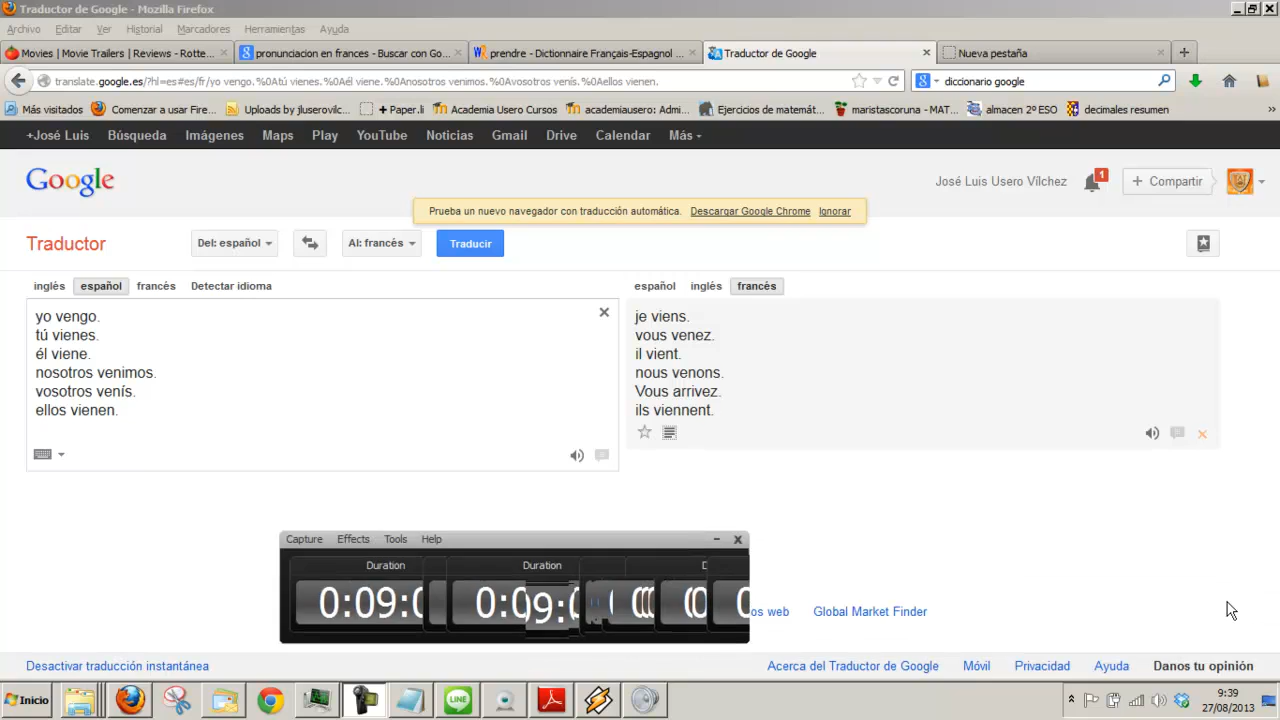 Traductor de Google - Mozilla Firefox
Archivo Editar Ver Historial Marcadores Herramientas Ayuda
Movies | Movie Trailers | Reviews - Rotte...
pronunciacion en frances - Buscar con Go...
prendre - Dictionnaire Français-Espagnol ...
Traductor de Google
Nueva pestaña
translate.google.es/?hl=es#es/fr/yo vengo.%0Atú vienes.%0Aél viene.%0Anosotros venimos.%0Avosotros venís.%0Aellos vienen.
diccionario google
Más visitados Comenzar a usar Fire... Uploads by jluserovilc... + Paper.li Academia Usero Cursos academiausero: Admi... Ejercicios de matemát... maristascoruna - MAT... almacen 2º ESO decimales resumen
+José Luis Búsqueda Imágenes Maps Play YouTube Noticias Gmail Drive Calendar Más
Google
José Luis Usero Vílchez 1 + Compartir
Prueba un nuevo navegador con traducción automática. Descargar Google Chrome Ignorar
Traductor Del: español Al: francés Traducir
inglés español francés Detectar idioma
español inglés francés
yo vengo.
tú vienes.
él viene.
nosotros venimos.
vosotros venís.
ellos vienen.
je viens.
vous venez.
il vient.
nous venons.
Vous arrivez.
ils viennent.
Capture Effects Tools Help
Duration Duration
os web Global Market Finder
Desactivar traducción instantánea
Acerca del Traductor de Google Móvil Privacidad Ayuda Danos tu opinión
Inicio
LINE
9:39
27/08/2013